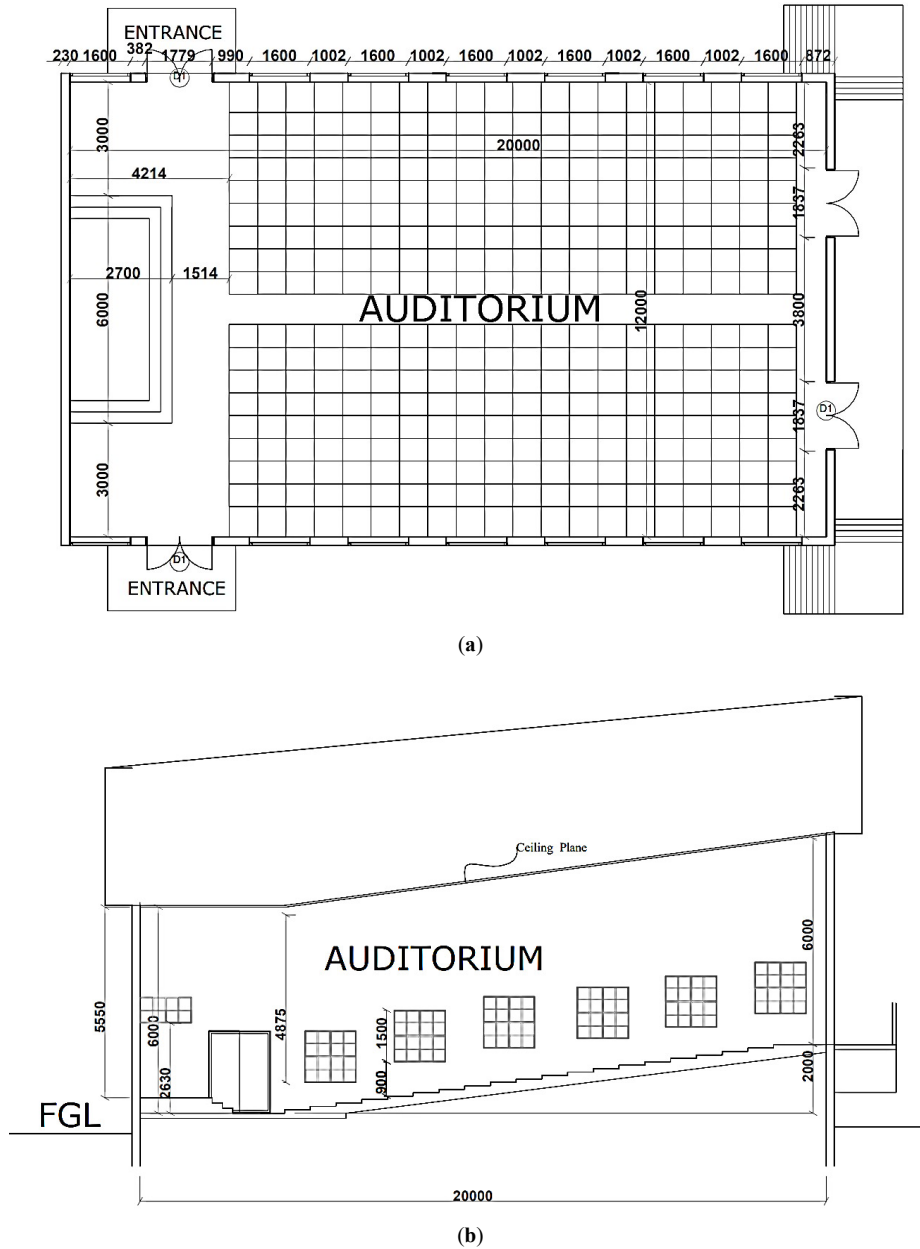 ENTRANCE
230 1600 382 1779 990 1600 1002 1600 1002 1600 1002 1600 1002 1600 1002 1600 872
D1
3000
20000
2263
4214
1837
2700 1514
6000
AUDITORIUM
12000
3800
D1
1837
3000
2263
D1
ENTRANCE
(a)
Ceiling Plane
6000
AUDITORIUM
5550
6000
4875
1500
2630
900
2000
FGL
20000
(b)